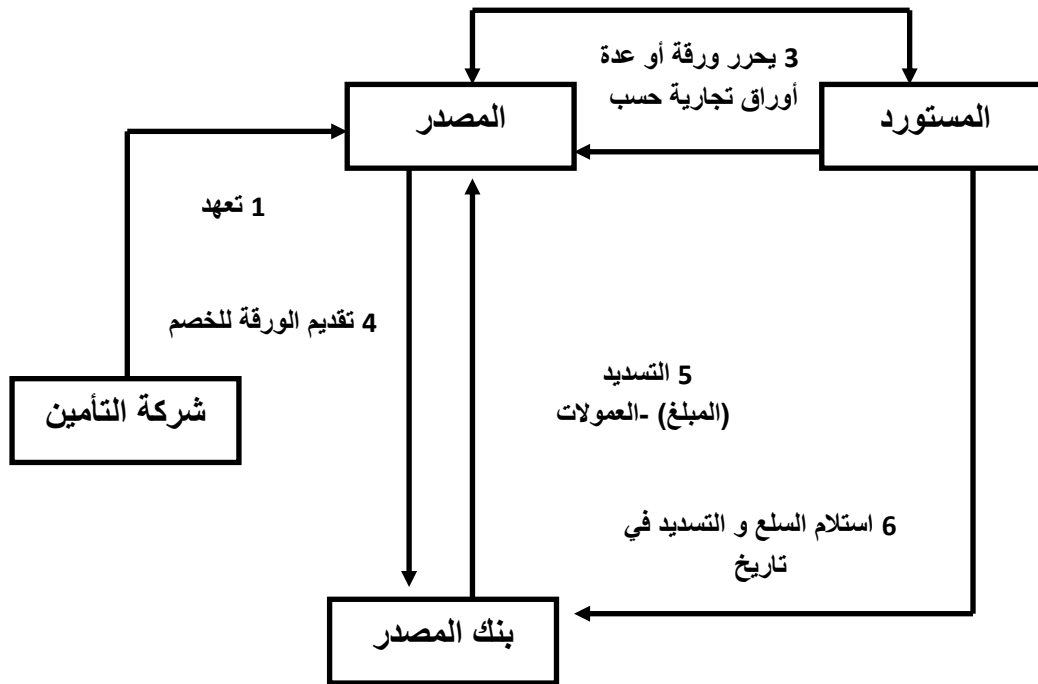 3 يحرر ورقة أو عدة
أوراق تجارية حسب
المستورد
المصدر
1 تعهد
4 تقديم الورقة للخصم
شركة التأمين
5 التسديد
(المبلغ) -العمولات
6 استلام السلع و التسديد في
تاريخ
بنك المصدر